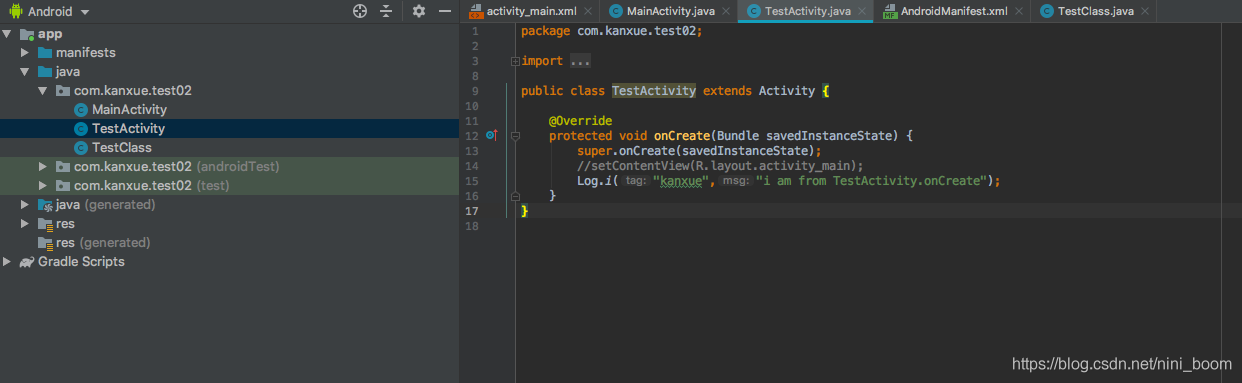 Android
app
manifests
java
com.kanxue.test02
MainActivity
TestActivity
TestClass
com.kanxue.test02 (androidTest)
com.kanxue.test02 (test)
java (generated)
res
res (generated)
Gradle Scripts
activity_main.xml
MainActivity.java
TestActivity.java
AndroidManifest.xml
TestClass.java
1 package com.kanxue.test02;
2
3 import ...
8
9 public class TestActivity extends Activity {
10
11 @Override
12 protected void onCreate(Bundle savedInstanceState) {
13 super.onCreate(savedInstanceState);
14 //setContentView(R.layout.activity_main);
15 Log.i( tag: "kanxue", msg: "i am from TestActivity.onCreate");
16 }
17 }
18
https://blog.csdn.net/nini_boom